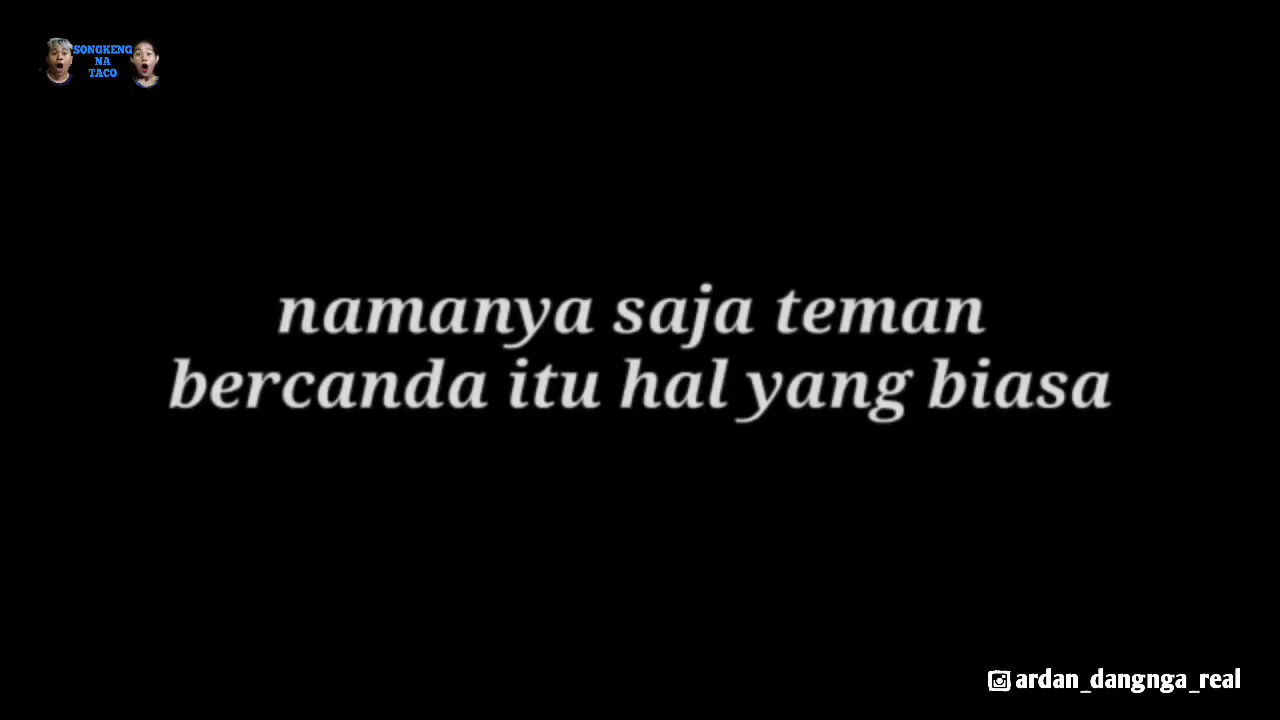 SONGKENG
NA
TACO
namanya saja teman
bercanda itu hal yang biasa
ardan_dangnga_real